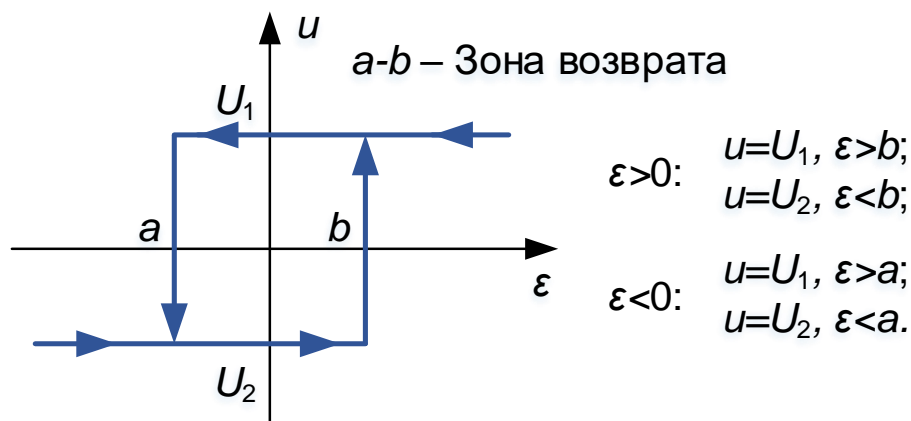 u
a-b – Зона возврата
U1
a
b
ε
U2
ε>0: u=U1, ε>b;
u=U2, ε<b;
ε<0: u=U1, ε>a;
u=U2, ε<a.